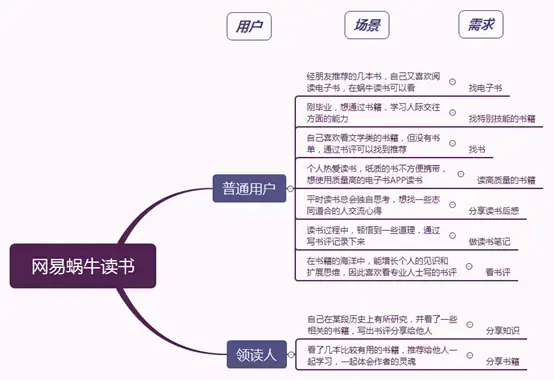 用户
场景
需求
经朋友推荐的几本书，自己又喜欢阅
读电子书，在蜗牛读书可以看
找电子书
刚毕业，想通过书籍，学习人际交往
方面的能力
找特别技能的书籍
自己喜欢看文学类的书籍，但没有书
单，通过书评可以找到推荐
找书
普通用户
个人热爱读书，纸质的书不方便携带，
想使用质量高的电子书APP读书
读高质量的书籍
平时读书总会独自思考，想找一些志
同道合的人交流心得
分享读书后感
读书过程中，顿悟到一些道理，通过
写书评记录下来
做读书笔记
网易蜗牛读书
在书籍的海洋中，能增长个人的见识和
扩展思维，因此喜欢看专业人士写的书评
看书评
领读人
自己在某段历史上有所研究，并看了一些
相关的书籍，写出书评分享给他人
分享知识
看了几本比较有用的书籍，推荐给他人一
起学习，一起体会作者的灵魂
分享书籍